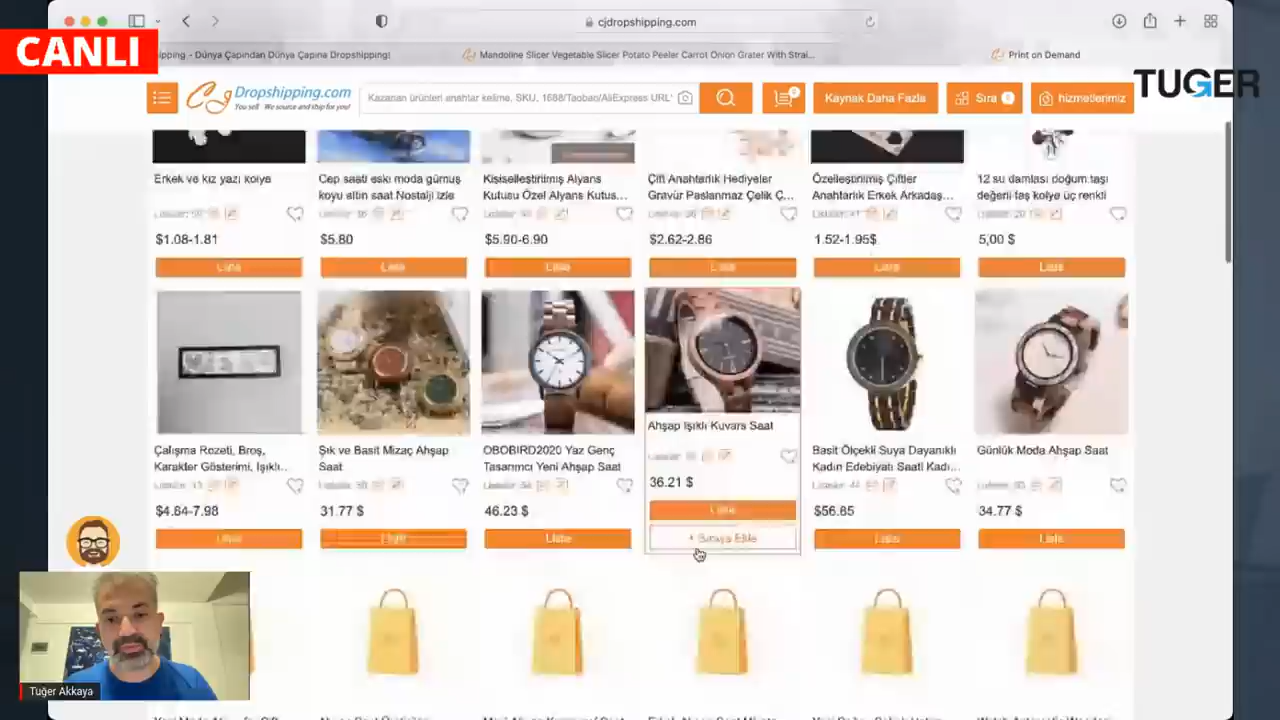 CANLI
cjdropshipping.com
ipping - Dünya Çapından Dünya Çapına Dropshipping!
Mandoline Slicer Vegetable Slicer Potato Peeler Carrot Onion Grater With Strai...
Print on Demand
TUGER
CJ Dropshipping.com
You sell - We source and ship for you!
Kazanan ürünleri anahtar kelime, SKU, 1688/Taobao/AliExpress URL'
0
Kaynak Daha Fazla
Sıra
hizmetlerimiz
Erkek ve kız yazı kolye
Cep saati eski moda gümüş koyu altın saat Nostalji izle
Kişiselleştirilmiş Alyans Kutusu Özel Alyans Kutus...
Çift Anahtarlık Hediyeler Gravür Paslanmaz Çelik Ç...
Özelleştirilmiş Çiftler Anahtarlık Erkek Arkadaş...
12 su damlası doğum taşı değerli taş kolye üç renkli
$1.08-1.81
$5.80
$5.90-6.90
$2.62-2.86
1.52-1.95$
5,00 $
Liste
Liste
Liste
Liste
Liste
Liste
Çalışma Rozeti, Broş, Karakter Gösterimi, Işıklı...
Şık ve Basit Mizaç Ahşap Saat
OBOBIRD2020 Yaz Genç Tasarımcı Yeni Ahşap Saat
Ahşap Işıklı Kuvars Saat
Basit Ölçekli Suya Dayanıklı Kadın Edebiyatı Saati Kadı...
Günlük Moda Ahşap Saat
$4.64-7.98
31.77 $
46.23 $
36.21 $
$56.65
34.77 $
Liste
Liste
Liste
Liste
Liste
Liste
+ Sıraya Ekle
Tuğer Akkaya